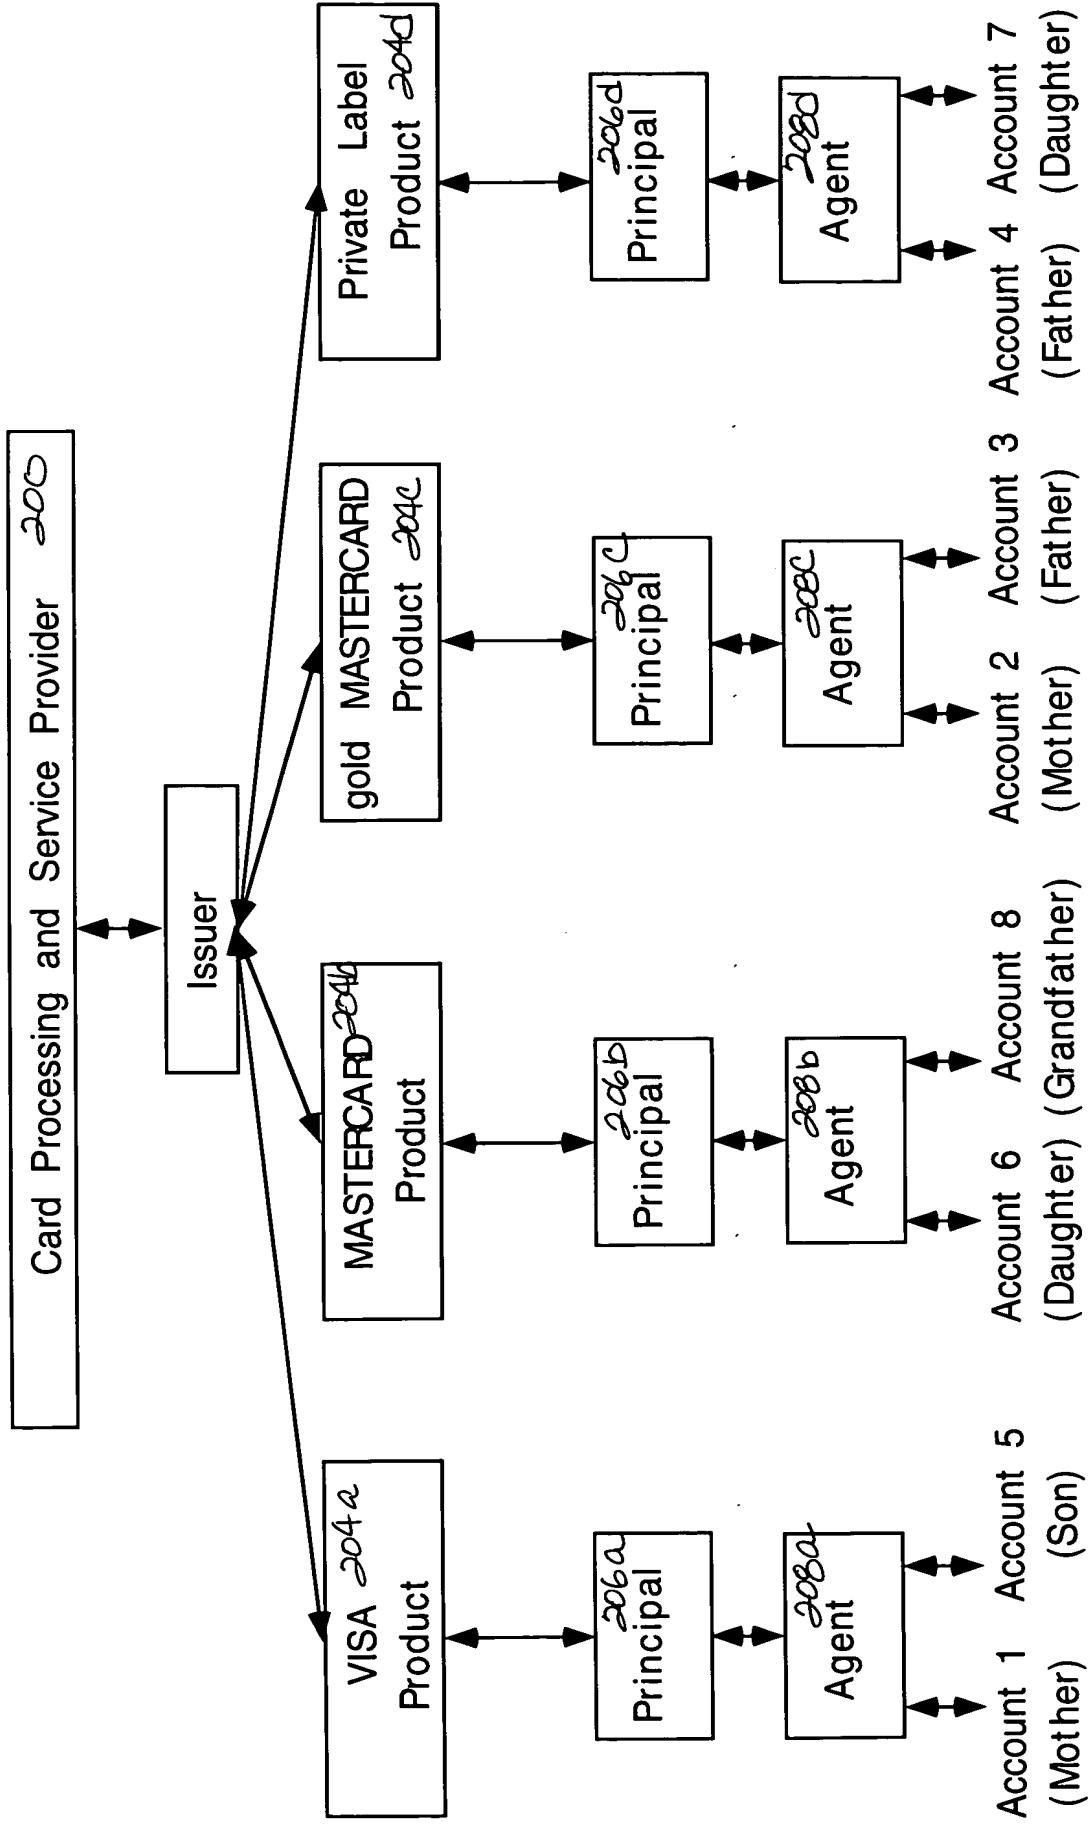 Card Processing and Service Provider 200
Issuer
VISA 204a
Product
MASTERCARD 204b
Product
gold MASTERCARD
Product 204c
Private Label
Product 204d
206a
Principal
206b
Principal
206c
Principal
206d
Principal
208a
Agent
208b
Agent
208c
Agent
208d
Agent
Account 1
(Mother)
Account 5
(Son)
Account 6
(Daughter)
Account 8
(Grandfather)
Account 2
(Mother)
Account 3
(Father)
Account 4
(Father)
Account 7
(Daughter)